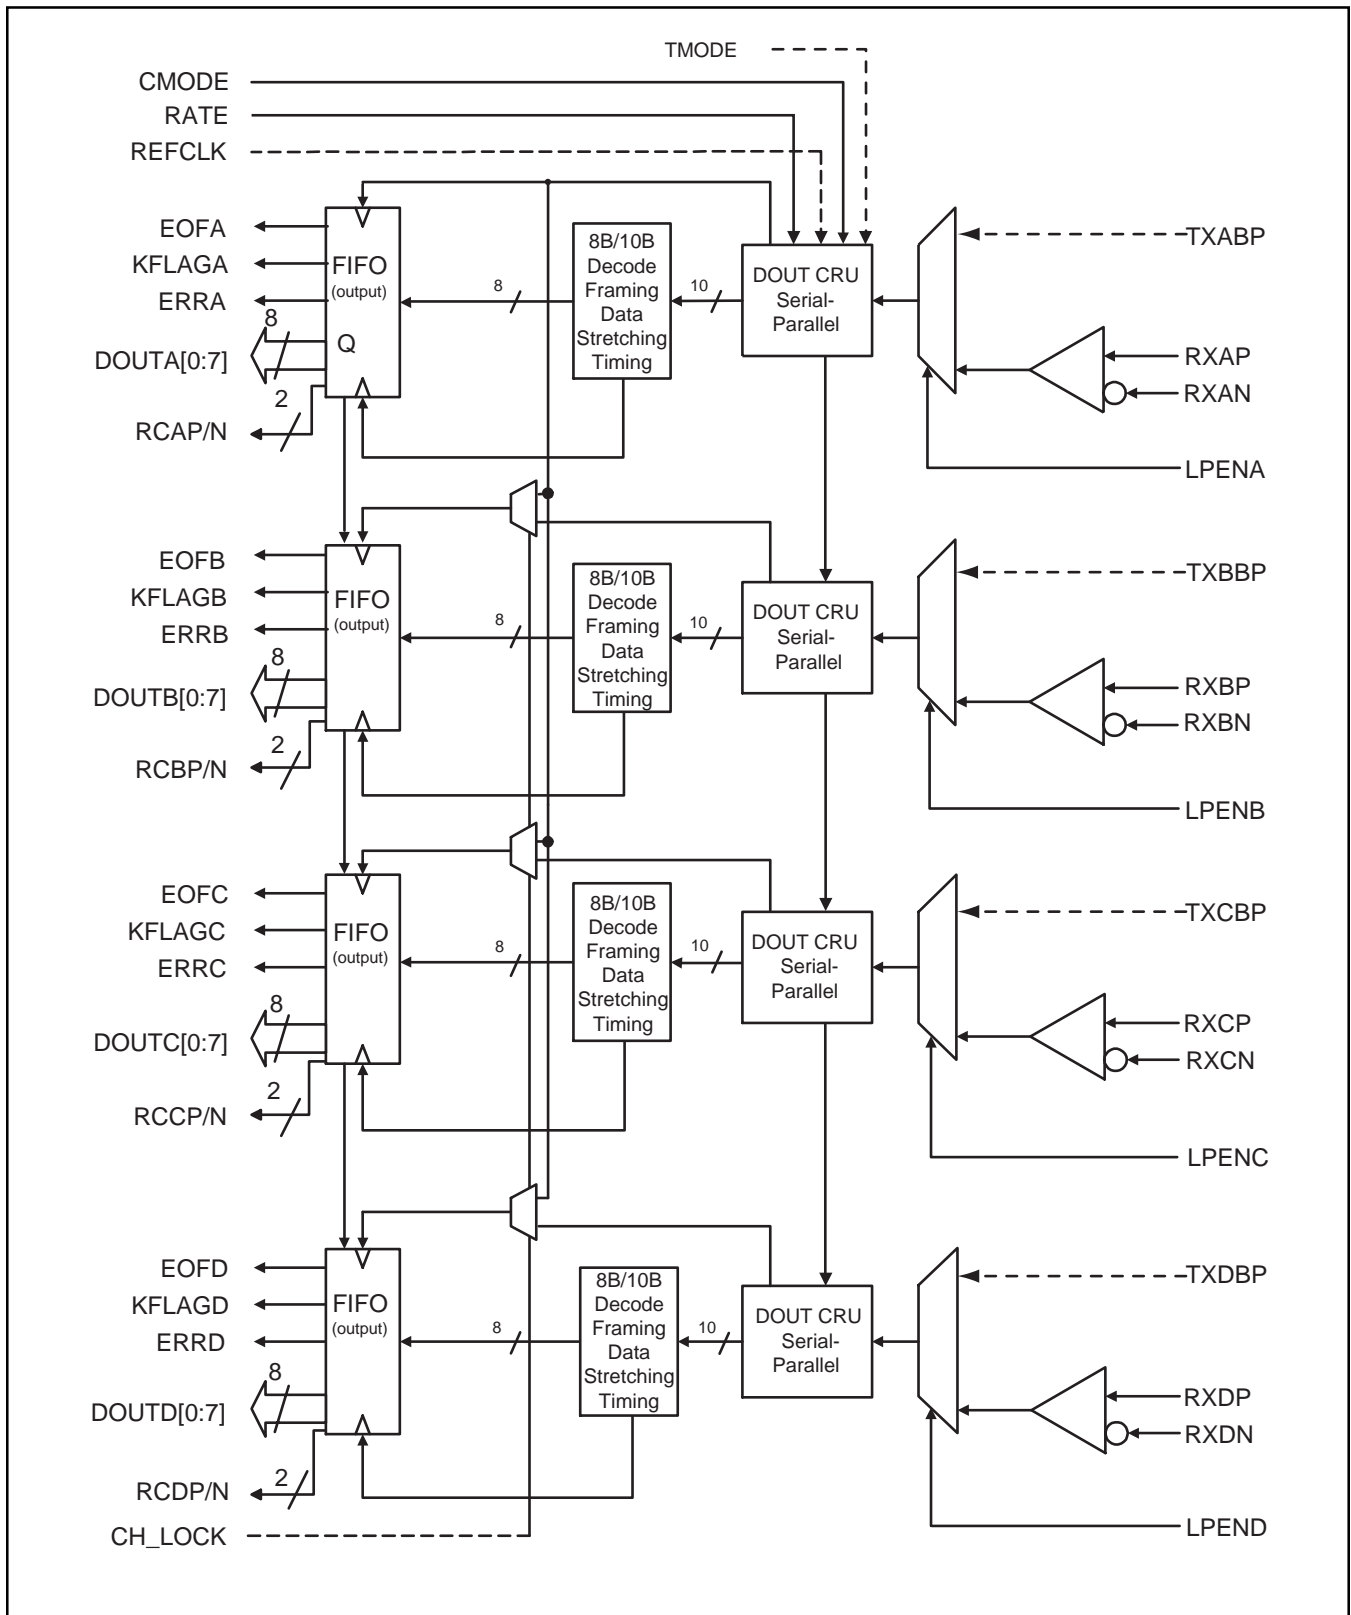 TMODE
CMODE
RATE
REFCLK
EOFA
KFLAGA
ERRA
8
DOUTA[0:7]
2
RCAP/N
FIFO
(output)
Q
8
8B/10B
Decode
Framing
Data
Stretching
Timing
10
DOUT CRU
Serial-
Parallel
TXABP
RXAP
RXAN
LPENA
EOFB
KFLAGB
ERRB
8
DOUTB[0:7]
2
RCBP/N
FIFO
(output)
8
8B/10B
Decode
Framing
Data
Stretching
Timing
10
DOUT CRU
Serial-
Parallel
TXBBP
RXBP
RXBN
LPENB
EOFC
KFLAGC
ERRC
8
DOUTC[0:7]
2
RCCP/N
FIFO
(output)
8
8B/10B
Decode
Framing
Data
Stretching
Timing
10
DOUT CRU
Serial-
Parallel
TXCBP
RXCP
RXCN
LPENC
EOFD
KFLAGD
ERRD
8
DOUTD[0:7]
2
RCDP/N
FIFO
(output)
8
8B/10B
Decode
Framing
Data
Stretching
Timing
10
DOUT CRU
Serial-
Parallel
TXDBP
RXDP
RXDN
LPEND
CH_LOCK